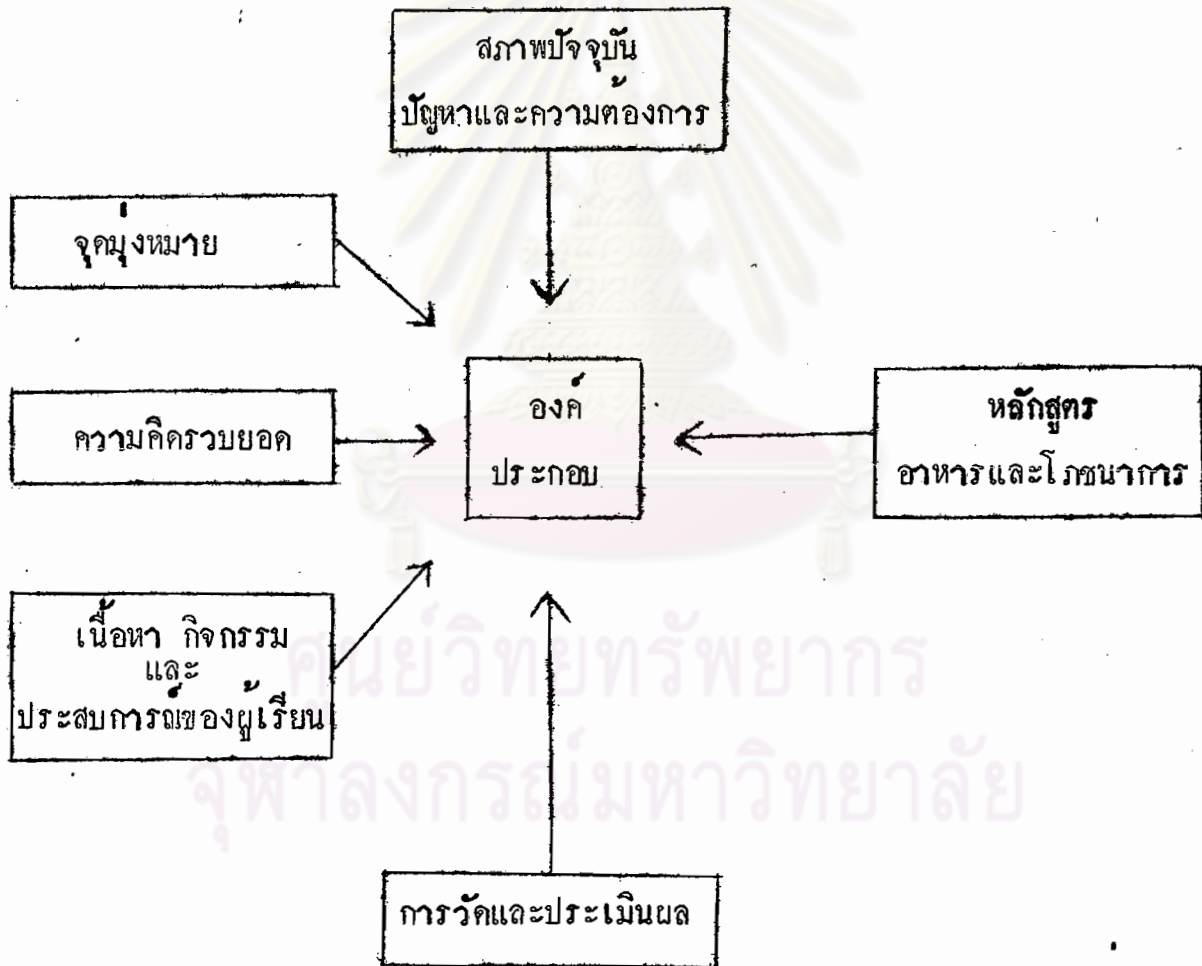 สภาพปัจจุบัน
ปัญหาและความต้องการ
จุดมุ่งหมาย
องค์
ประกอบ
หลักสูตร
อาหารและโภชนาการ
ความคิดรวบยอด
เนื้อหา กิจกรรม
และ
ประสบการณ์ของผู้เรียน
ศูนย์วิทยทรัพยากร
จุฬาลงกรณ์มหาวิทยาลัย
การวัดและประเมินผล